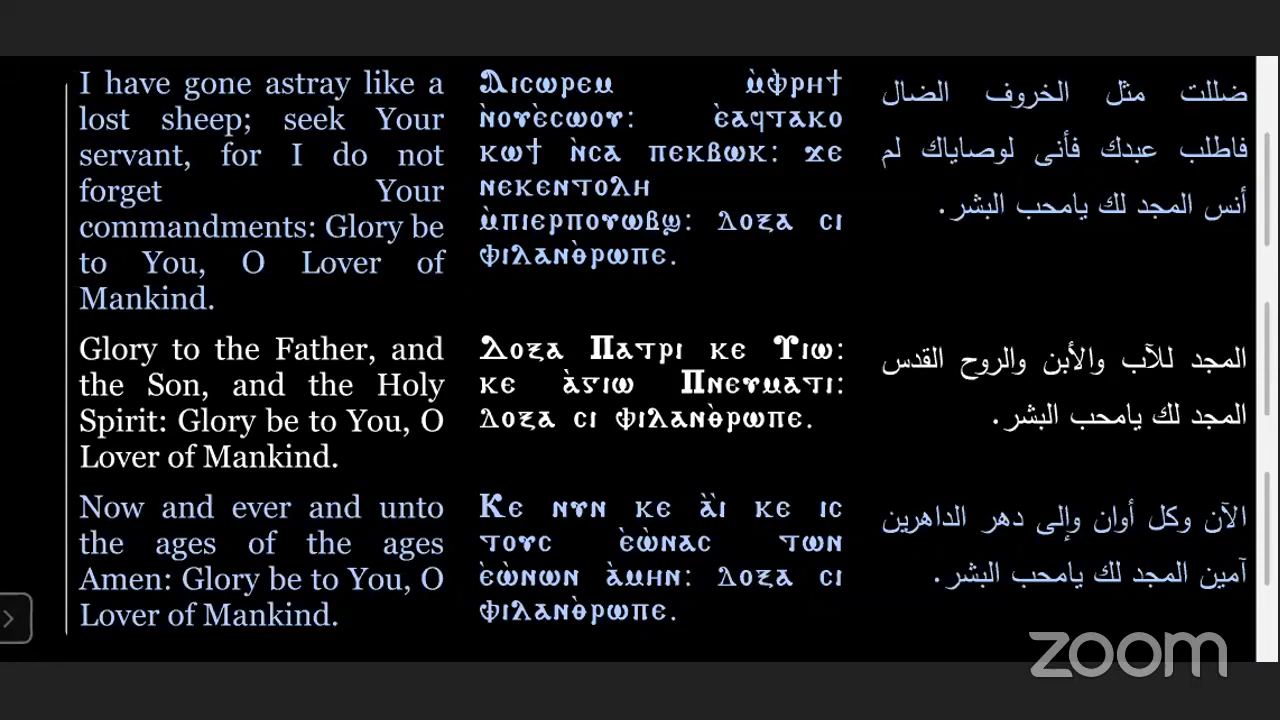 I have gone astray like a
lost sheep; seek Your
servant, for I do not
forget Your
commandments: Glory be
to You, O Lover of
Mankind.
Ⲁⲓⲥⲱⲣⲉⲙ ⲙ̀ⲫ̀ⲣⲏϯ
ⲛ̀ⲟⲩⲉ̀ⲥⲱⲟⲩ: ⲉ̀ⲁϥⲧⲁⲕⲟ
ⲕⲱϯ ⲛ̀ⲥⲁ ⲡⲉⲕⲃⲱⲕ: ϫⲉ
ⲛⲉⲕⲉⲛⲧⲟⲗⲏ
ⲙ̀ⲡⲓⲉⲣⲡⲟⲩⲱⲃϣ: ⲇⲟⲝⲁ ⲥⲓ
ⲫⲓⲗⲁⲛⲑ̀ⲣⲱⲡⲉ.
ضللت مثل الخروف الضال
فاطلب عبدك فأنى لوصاياك لم
أنس المجد لك يامحب البشر.
Glory to the Father, and
the Son, and the Holy
Spirit: Glory be to You, O
Lover of Mankind.
Ⲇⲟⲝⲁ Ⲡⲁⲧⲣⲓ ⲕⲉ Ⲩⲓⲱ:
ⲕⲉ ⲁ̀ⲅⲓⲱ Ⲡⲛⲉⲩⲙⲁⲧⲓ:
ⲇⲟⲝⲁ ⲥⲓ ⲫⲓⲗⲁⲛⲑ̀ⲣⲱⲡⲉ.
المجد للآب والأبن والروح القدس
المجد لك يامحب البشر.
Now and ever and unto
the ages of the ages
Amen: Glory be to You, O
Lover of Mankind.
Ⲕⲉ ⲛⲩⲛ ⲕⲉ ⲁ̀ⲓ̀ ⲕⲉ ⲓⲥ
ⲧⲟⲩⲥ ⲉ̀ⲱ̀ⲛⲁⲥ ⲧⲱⲛ
ⲉ̀ⲱ̀ⲛⲱⲛ ⲁ̀ⲙⲏⲛ: ⲇⲟⲝⲁ ⲥⲓ
ⲫⲓⲗⲁⲛⲑ̀ⲣⲱⲡⲉ.
الآن وكل أوان وإلى دهر الداهرين
آمين المجد لك يامحب البشر.
zoom